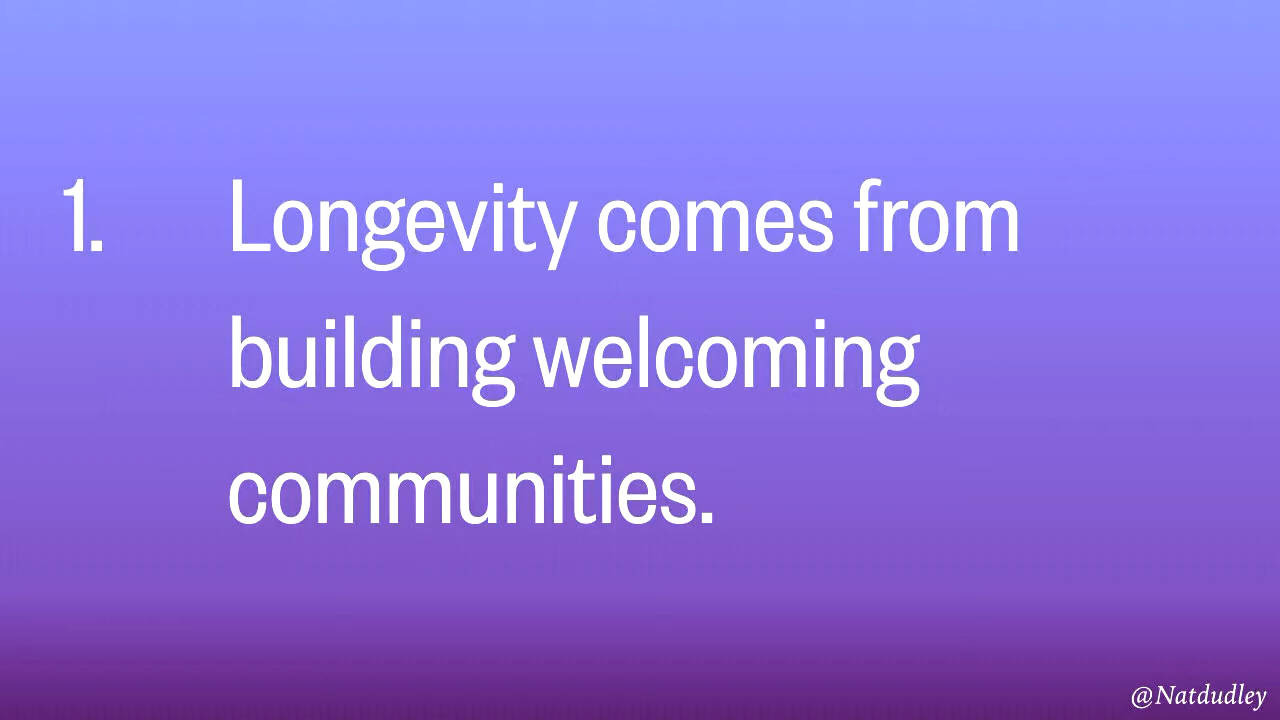 1. Longevity comes from
building welcoming
communities.
@Natdudley